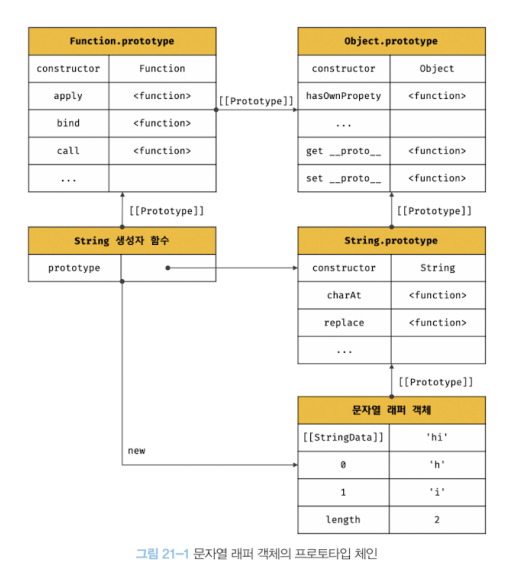 Function.prototype
constructor Function
apply <function>
bind <function>
call <function>
...
[[Prototype]]
Object.prototype
constructor Object
hasOwnPropety <function>
...
get __proto__ <function>
set __proto__ <function>
[[Prototype]]
[[Prototype]]
String 생성자 함수
prototype
String.prototype
constructor String
charAt <function>
replace <function>
...
[[Prototype]]
new
문자열 래퍼 객체
[[StringData]] 'hi'
0 'h'
1 'i'
length 2
그림 21-1 문자열 래퍼 객체의 프로토타입 체인